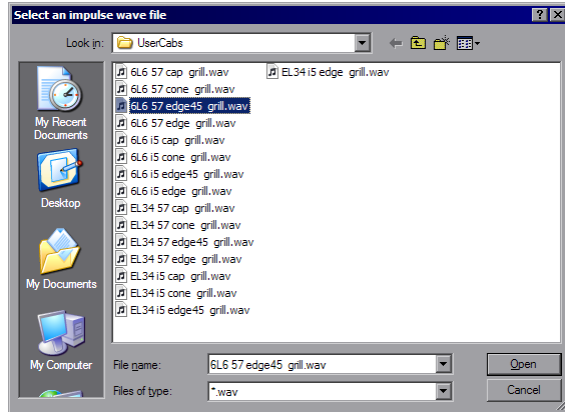 Select an impulse wave file
Look in: UserCabs
My Recent Documents
Desktop
My Documents
My Computer
6L6 57 cap grill.wav
6L6 57 cone grill.wav
6L6 57 edge45 grill.wav
6L6 57 edge grill.wav
6L6 i5 cap grill.wav
6L6 i5 cone grill.wav
6L6 i5 edge45 grill.wav
6L6 i5 edge grill.wav
EL34 57 cap grill.wav
EL34 57 cone grill.wav
EL34 57 edge45 grill.wav
EL34 57 edge grill.wav
EL34 i5 cap grill.wav
EL34 i5 cone grill.wav
EL34 i5 edge45 grill.wav
EL34 i5 edge grill.wav
File name: 6L6 57 edge45 grill.wav
Open
Files of type: *.wav
Cancel